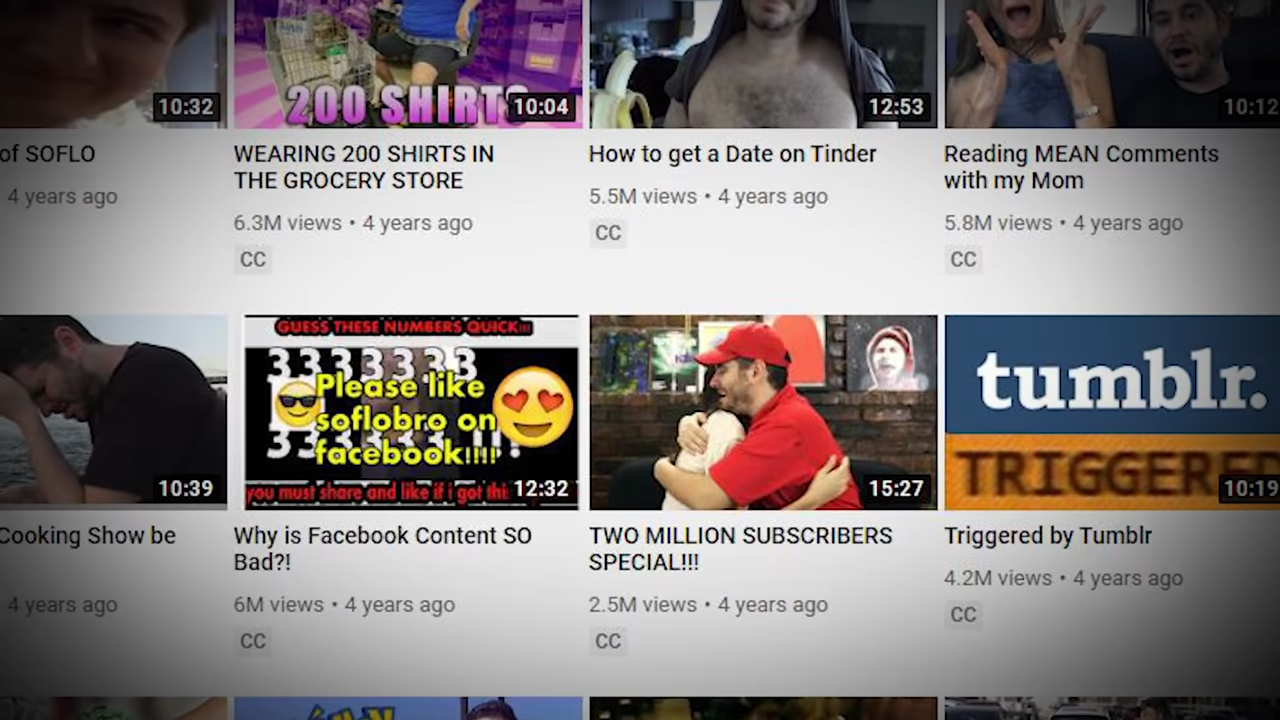 200 SHIRTS
10:32
10:04
12:53
10:12
of SOFLO
WEARING 200 SHIRTS IN
THE GROCERY STORE
How to get a Date on Tinder
Reading MEAN Comments
with my Mom
4 years ago
6.3M views • 4 years ago
5.5M views • 4 years ago
5.8M views • 4 years ago
CC
CC
CC
GUESS THESE NUMBERS QUICK!!!
3333333
Please like
soflobro on
facebook!!!!
you must share and like if i got this
tumblr.
TRIGGERED
10:39
12:32
15:27
10:19
Cooking Show be
Why is Facebook Content SO
Bad?!
TWO MILLION SUBSCRIBERS
SPECIAL!!!
Triggered by Tumblr
4 years ago
6M views • 4 years ago
2.5M views • 4 years ago
4.2M views • 4 years ago
CC
CC
CC